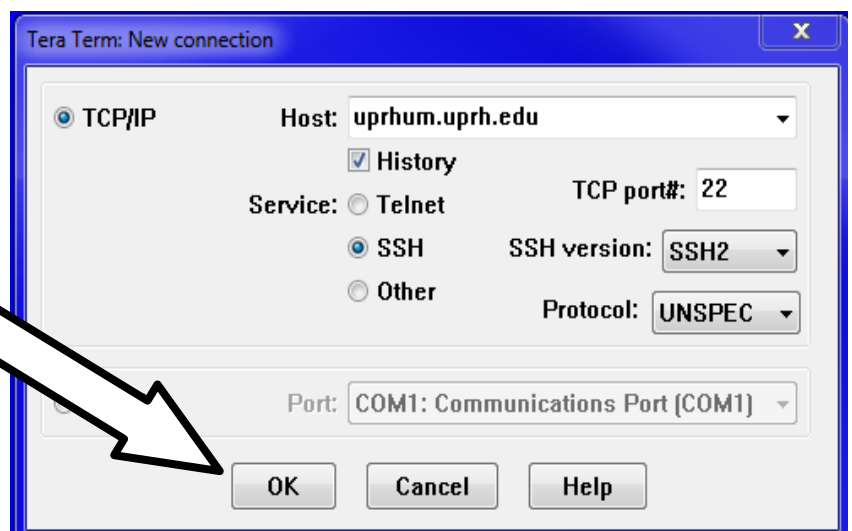 Tera Term: New connection
X
TCP/IP Host: uprhum.uprh.edu
History
Service: Telnet TCP port#: 22
SSH SSH version: SSH2
Other Protocol: UNSPEC
Port: COM1: Communications Port (COM1)
OK Cancel Help